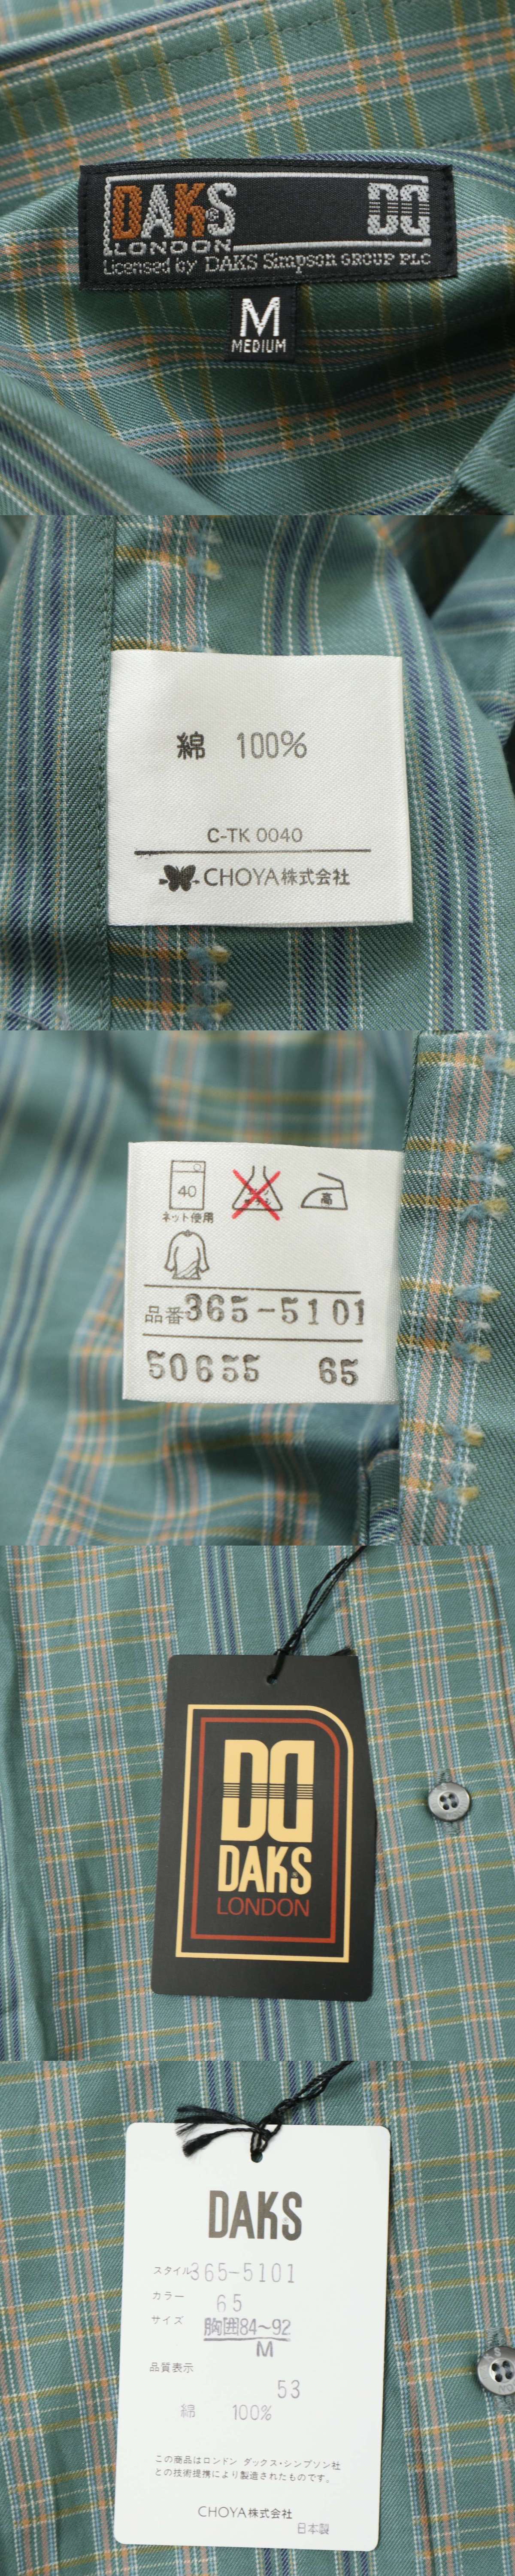 DAKS
LONDON
Licensed by DAKS Simpson GROUP PLC
M
MEDIUM
綿 100%
C-TK 0040
CHOYA株式会社
40
高
ネット使用
品番365-5101
50655 65
DAKS
LONDON
DAKS
スタイル365-5101
カラー 65
サイズ 胸囲84~92
M
品質表示
53
綿 100%
この商品はロンドン ダックス・シンプソン社
との技術提携により製造されたものです。
CHOYA株式会社
日本製